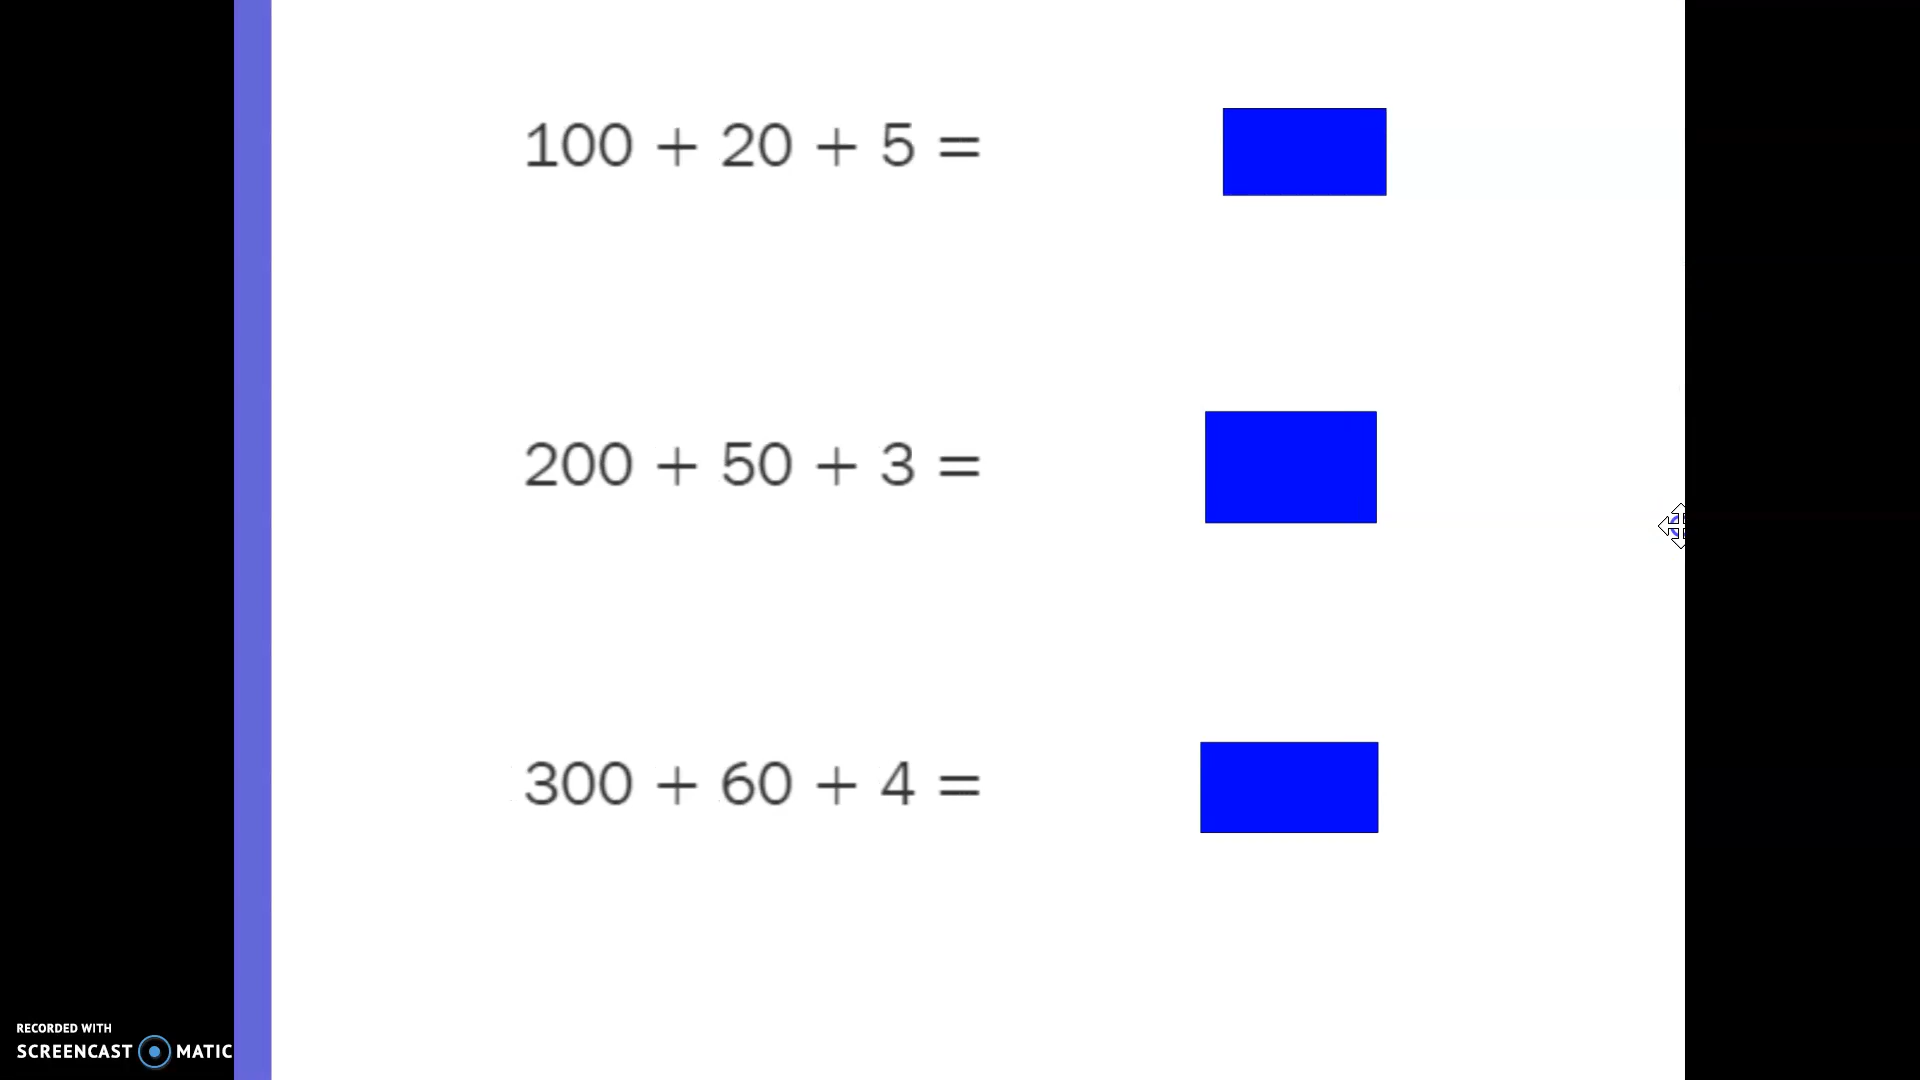 100 + 20 + 5 =
200 + 50 + 3 =
300 + 60 + 4 =
RECORDED WITH
SCREENCAST MATIC